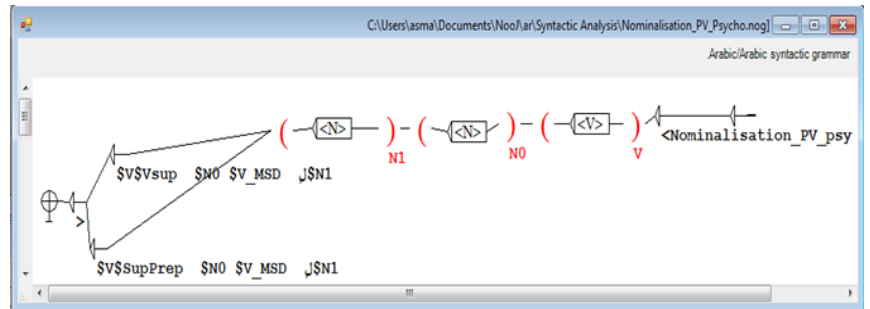 C:\Users\asma\Documents\NooJ\ar\Syntactic Analysis\Nominalisation_PV_Psycho.nog]
Arabic/Arabic syntactic grammar
( <N> ) ( <N> ) ( <V> )
N1 N0 V <Nominalisation_PV_psy
$V$Vsup $N0 $V_MSD ل$N1
>
$V$SupPrep $N0 $V_MSD ل$N1